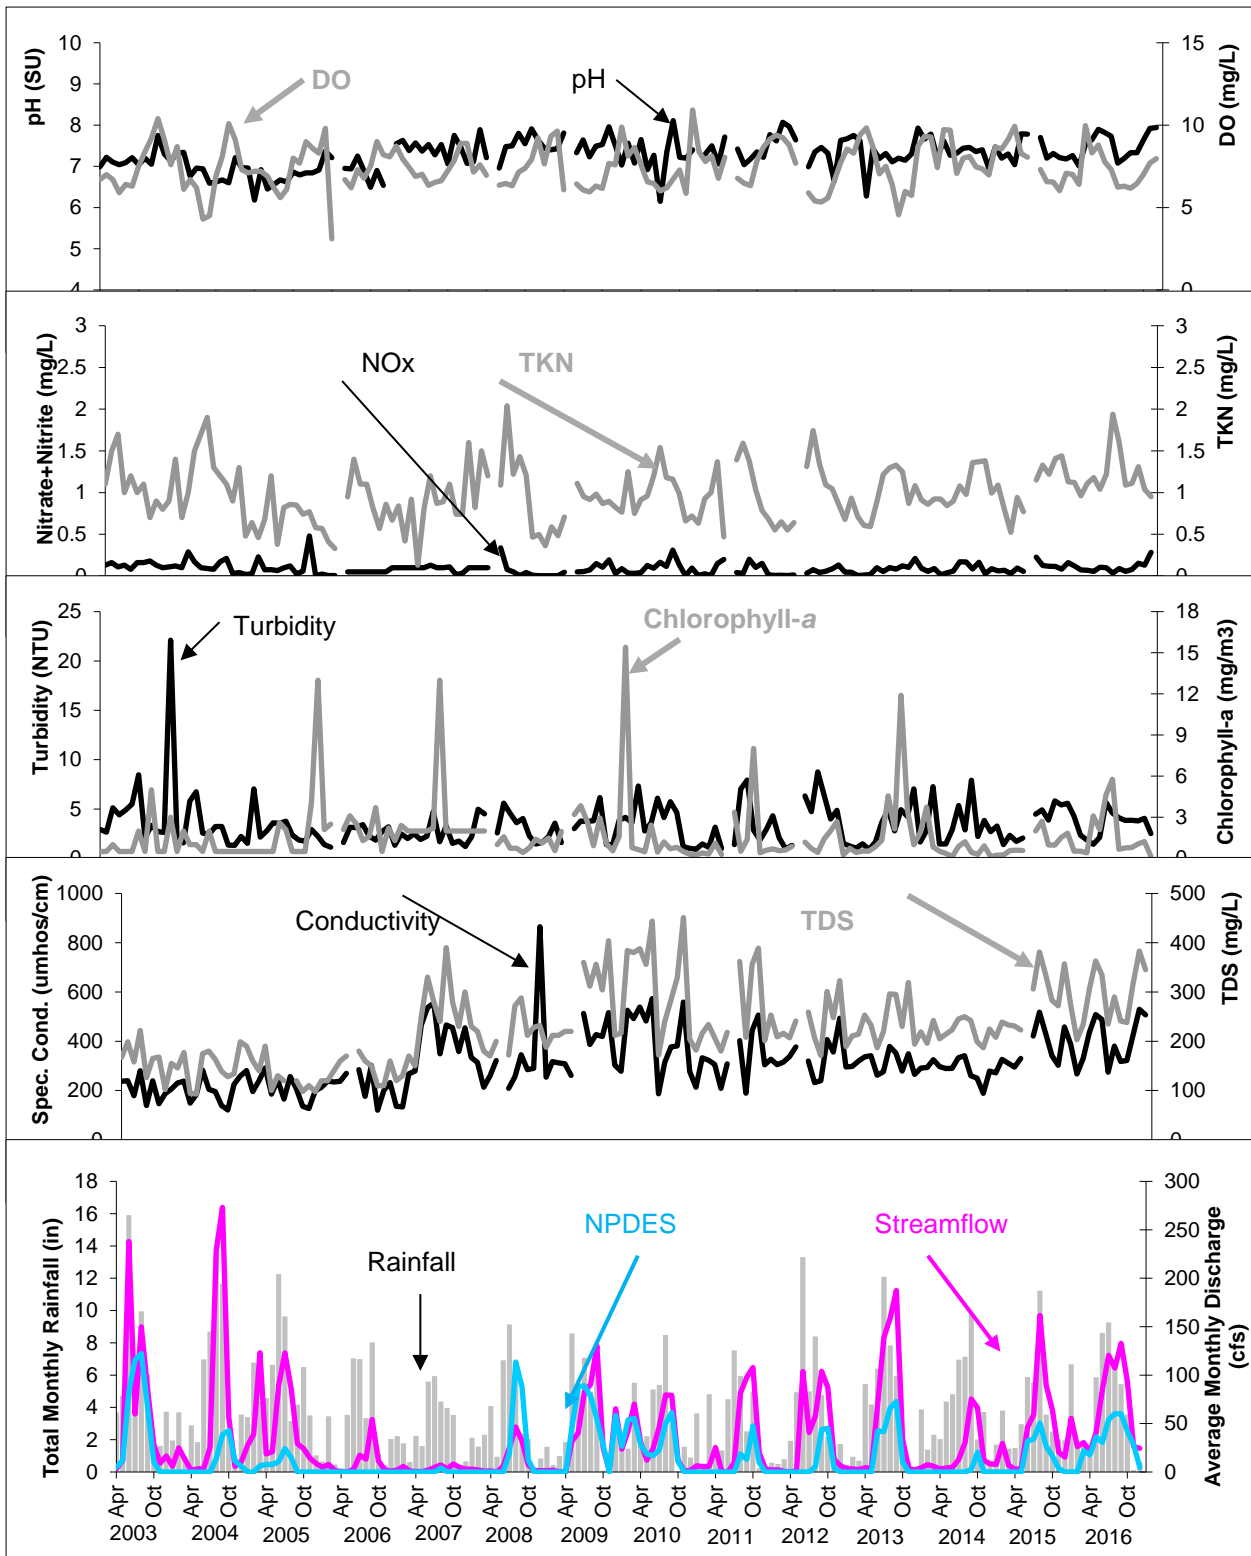 pH (SU)
10
9
8
7
6
5
4
DO
pH
15
10
5
0
DO (mg/L)
Nitrate+Nitrite (mg/L)
3
2.5
2
1.5
1
0.5
0
NOx
TKN
3
2.5
2
1.5
1
0.5
0
TKN (mg/L)
Turbidity (NTU)
25
20
15
10
5
0
Turbidity
Chlorophyll-a
18
15
12
9
6
3
0
Chlorophyll-a (mg/m3)
Spec. Cond. (umhos/cm)
1000
800
600
400
200
0
Conductivity
TDS
500
400
300
200
100
0
TDS (mg/L)
Total Monthly Rainfall (in)
18
16
14
12
10
8
6
4
2
0
Rainfall
NPDES
Streamflow
300
250
200
150
100
50
0
Average Monthly Discharge
(cfs)
Apr Oct Apr Oct Apr Oct Apr Oct Apr Oct Apr Oct Apr Oct Apr Oct Apr Oct Apr Oct Apr Oct Apr Oct Apr Oct Apr Oct
2003 2004 2005 2006 2007 2008 2009 2010 2011 2012 2013 2014 2015 2016